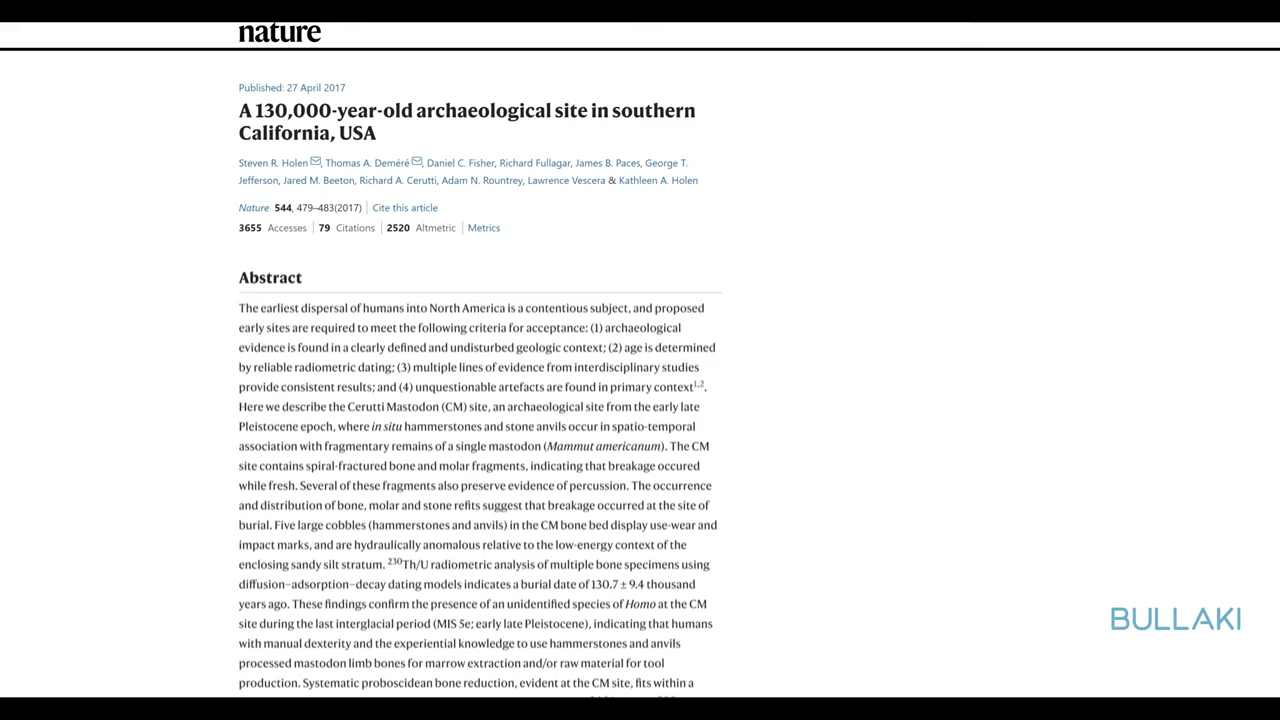 nature
Published: 27 April 2017
A 130,000-year-old archaeological site in southern
California, USA
Steven R. Holen, Thomas A. Deméré, Daniel C. Fisher, Richard Fullagar, James B. Paces, George T.
Jefferson, Jared M. Beeton, Richard A. Cerutti, Adam N. Rountrey, Lawrence Vescera & Kathleen A. Holen
Nature 544, 479–483(2017) | Cite this article
3655 Accesses | 79 Citations | 2520 Altmetric | Metrics
Abstract
The earliest dispersal of humans into North America is a contentious subject, and proposed
early sites are required to meet the following criteria for acceptance: (1) archaeological
evidence is found in a clearly defined and undisturbed geologic context; (2) age is determined
by reliable radiometric dating; (3) multiple lines of evidence from interdisciplinary studies
provide consistent results; and (4) unquestionable artefacts are found in primary context1,2.
Here we describe the Cerutti Mastodon (CM) site, an archaeological site from the early late
Pleistocene epoch, where in situ hammerstones and stone anvils occur in spatio-temporal
association with fragmentary remains of a single mastodon (Mammut americanum). The CM
site contains spiral-fractured bone and molar fragments, indicating that breakage occured
while fresh. Several of these fragments also preserve evidence of percussion. The occurrence
and distribution of bone, molar and stone refits suggest that breakage occurred at the site of
burial. Five large cobbles (hammerstones and anvils) in the CM bone bed display use-wear and
impact marks, and are hydraulically anomalous relative to the low-energy context of the
enclosing sandy silt stratum. 230Th/U radiometric analysis of multiple bone specimens using
diffusion–adsorption–decay dating models indicates a burial date of 130.7 ± 9.4 thousand
years ago. These findings confirm the presence of an unidentified species of Homo at the CM
site during the last interglacial period (MIS 5e; early late Pleistocene), indicating that humans
with manual dexterity and the experiential knowledge to use hammerstones and anvils
processed mastodon limb bones for marrow extraction and/or raw material for tool
production. Systematic proboscidean bone reduction, evident at the CM site, fits within a
BULLAKI